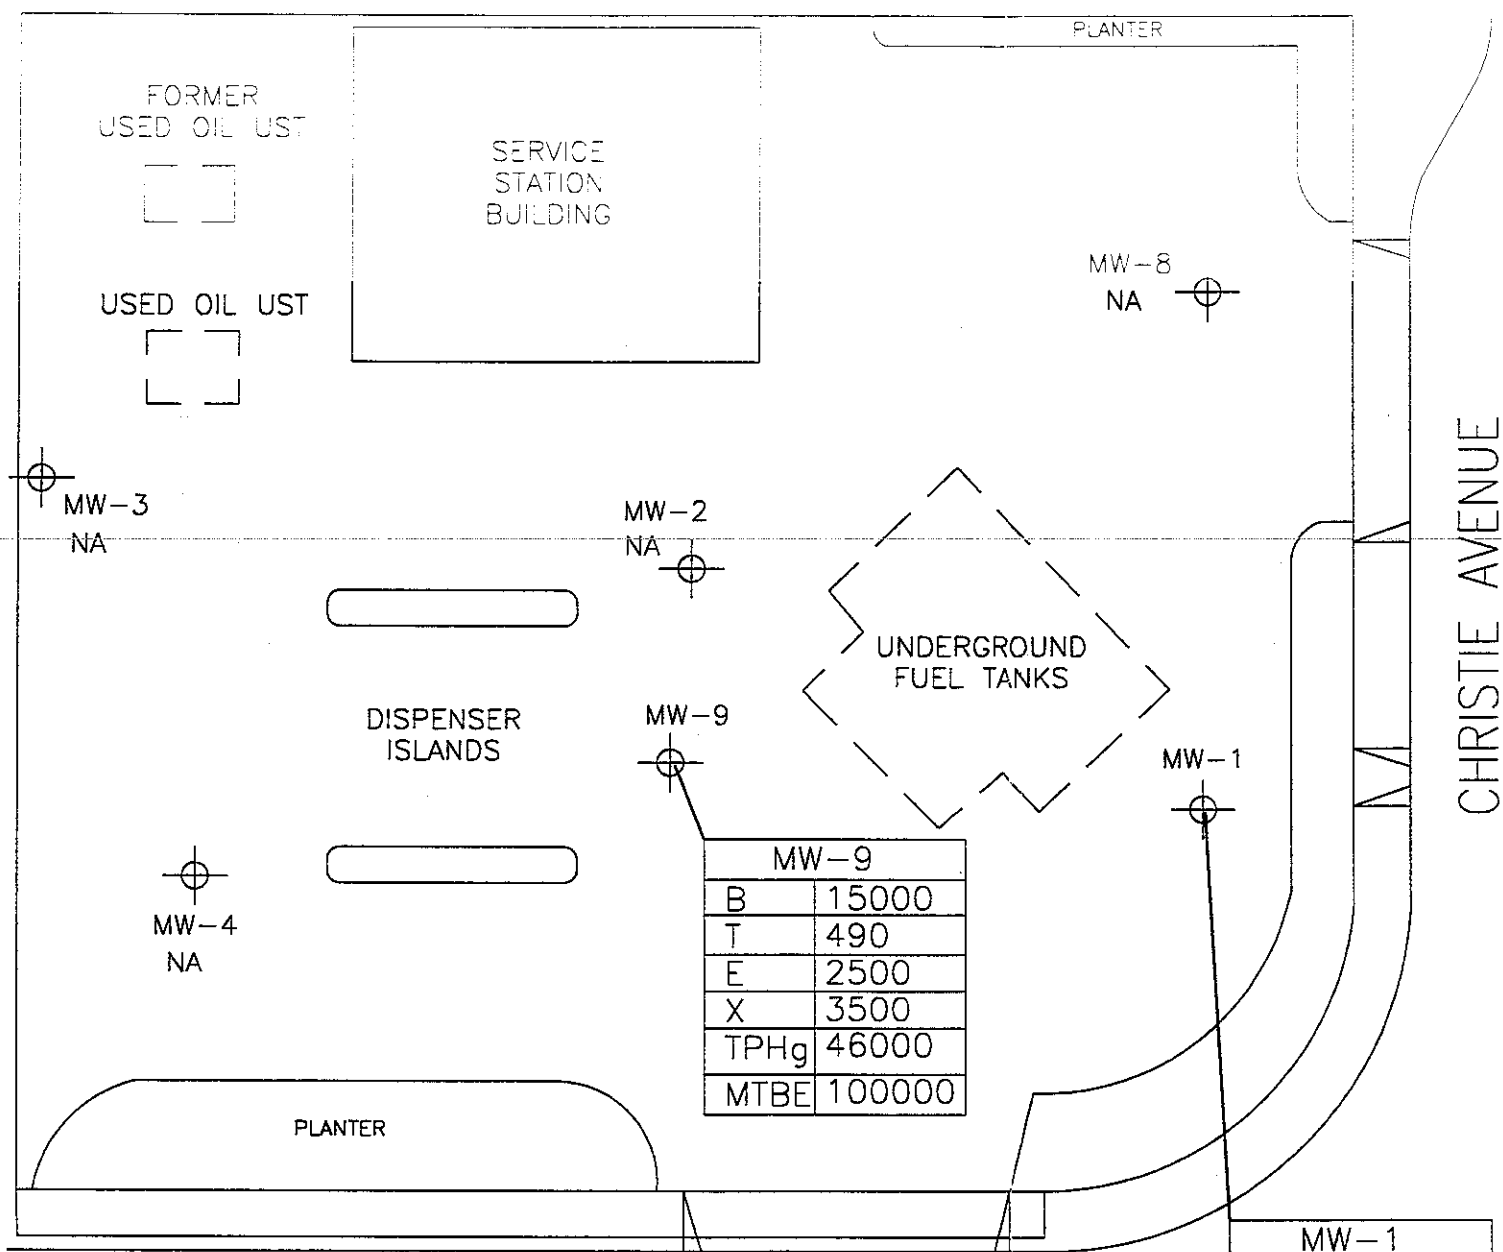 PLANTER
FORMER
USED OIL UST
SERVICE
STATION
BUILDING
MW-8
NA
USED OIL UST
CHRISTIE AVENUE
MW-3
NA
MW-2
NA
UNDERGROUND
FUEL TANKS
DISPENSER
ISLANDS
MW-9
MW-1
MW-9
B 15000
T 490
E 2500
X 3500
TPHg 46000
MTBE 100000
MW-4
NA
PLANTER
MW-1